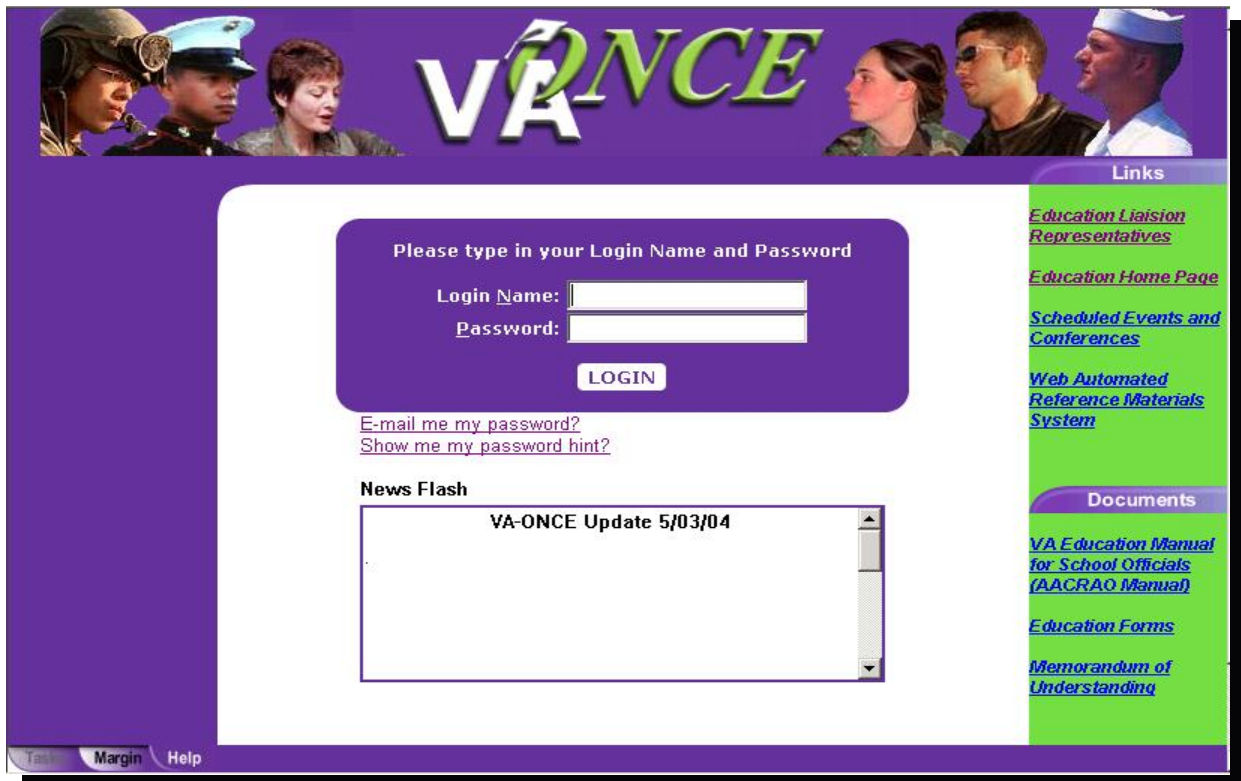 VA ONCE
Please type in your Login Name and Password
Login Name:
Password:
LOGIN
E-mail me my password?
Show me my password hint?
News Flash
VA-ONCE Update 5/03/04
.
Links
Education Liaision
Representatives
Education Home Page
Scheduled Events and
Conferences
Web Automated
Reference Materials
System
Documents
VA Education Manual
for School Officials
(AACRAO Manual)
Education Forms
Memorandum of
Understanding
Margin
Help